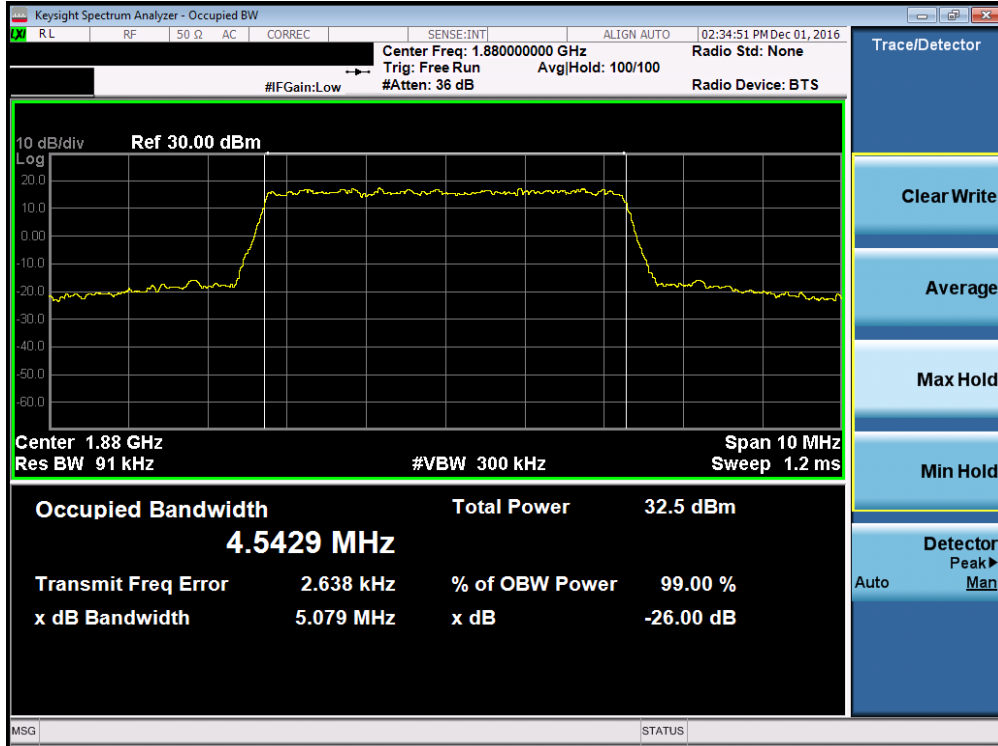 Keysight Spectrum Analyzer - Occupied BW
LXI RL RF 50 Ω AC CORREC SENSE:INT ALIGN AUTO 02:34:51 PM Dec 01, 2016
Center Freq: 1.880000000 GHz Radio Std: None
Trig: Free Run Avg|Hold: 100/100
#IFGain:Low #Atten: 36 dB Radio Device: BTS
Trace/Detector
10 dB/div Ref 30.00 dBm
Log
20.0
10.0
0.00
-10.0
-20.0
-30.0
-40.0
-50.0
-60.0
Center 1.88 GHz Span 10 MHz
Res BW 91 kHz #VBW 300 kHz Sweep 1.2 ms
Occupied Bandwidth Total Power 32.5 dBm
4.5429 MHz
Transmit Freq Error 2.638 kHz % of OBW Power 99.00 %
x dB Bandwidth 5.079 MHz x dB -26.00 dB
Clear Write
Average
Max Hold
Min Hold
Detector
Peak▶
Auto Man
MSG STATUS